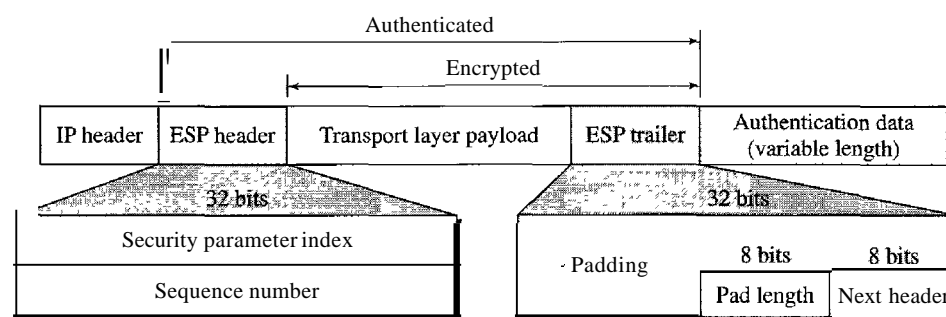 Authenticated
Encrypted
IP header
ESP header
Transport layer payload
ESP trailer
Authentication data
(variable length)
32 bits
32 bits
Security parameter index
Sequence number
Padding
8 bits
8 bits
Pad length
Next header